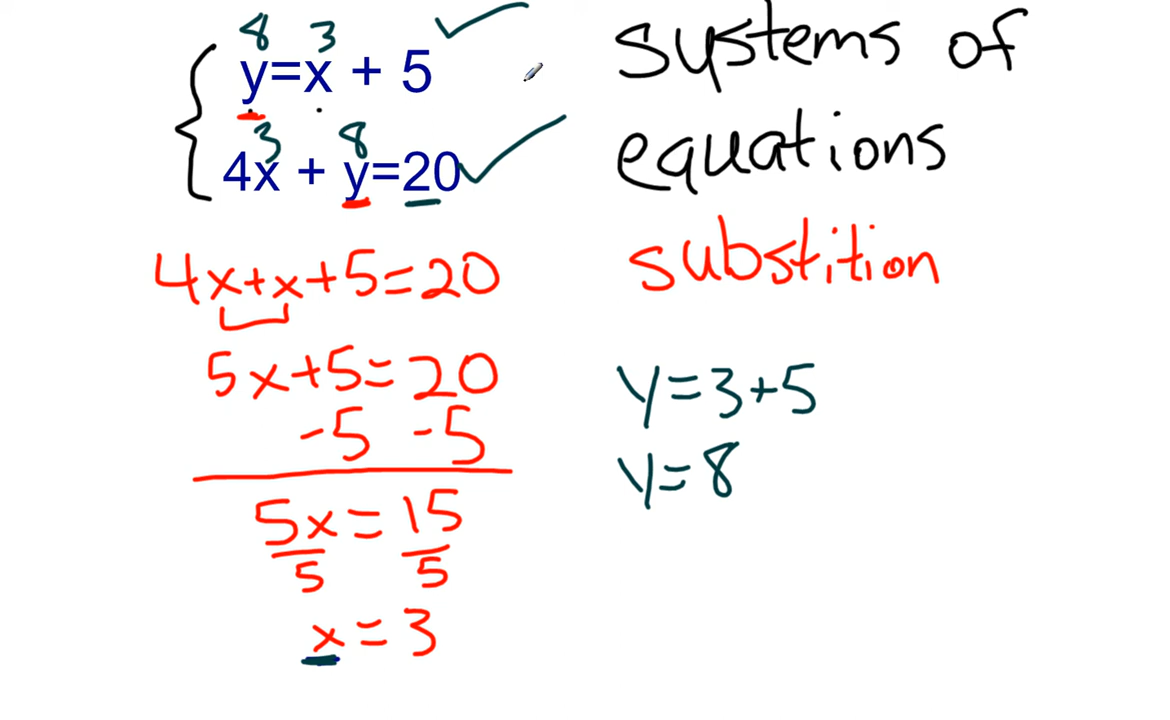 8 3
y=x + 5
3 8
4x + y=20
4x+x+5=20
5x+5=20
-5 -5
5x = 15
5 5
x = 3
systems of
equations
substition
y=3+5
y=8